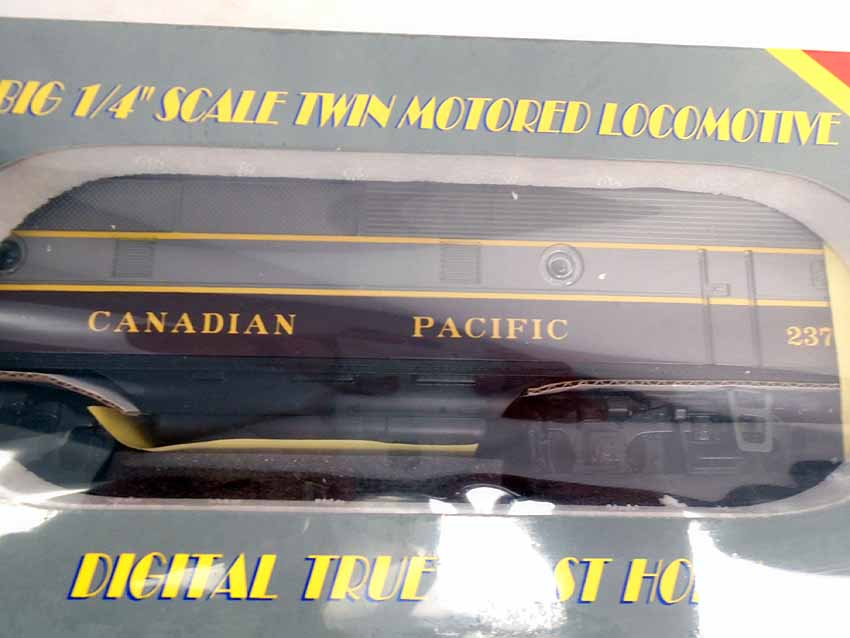 BIG 1/4" SCALE TWIN MOTORED LOCOMOTIVE
CANADIAN PACIFIC 237
DIGITAL TRUE